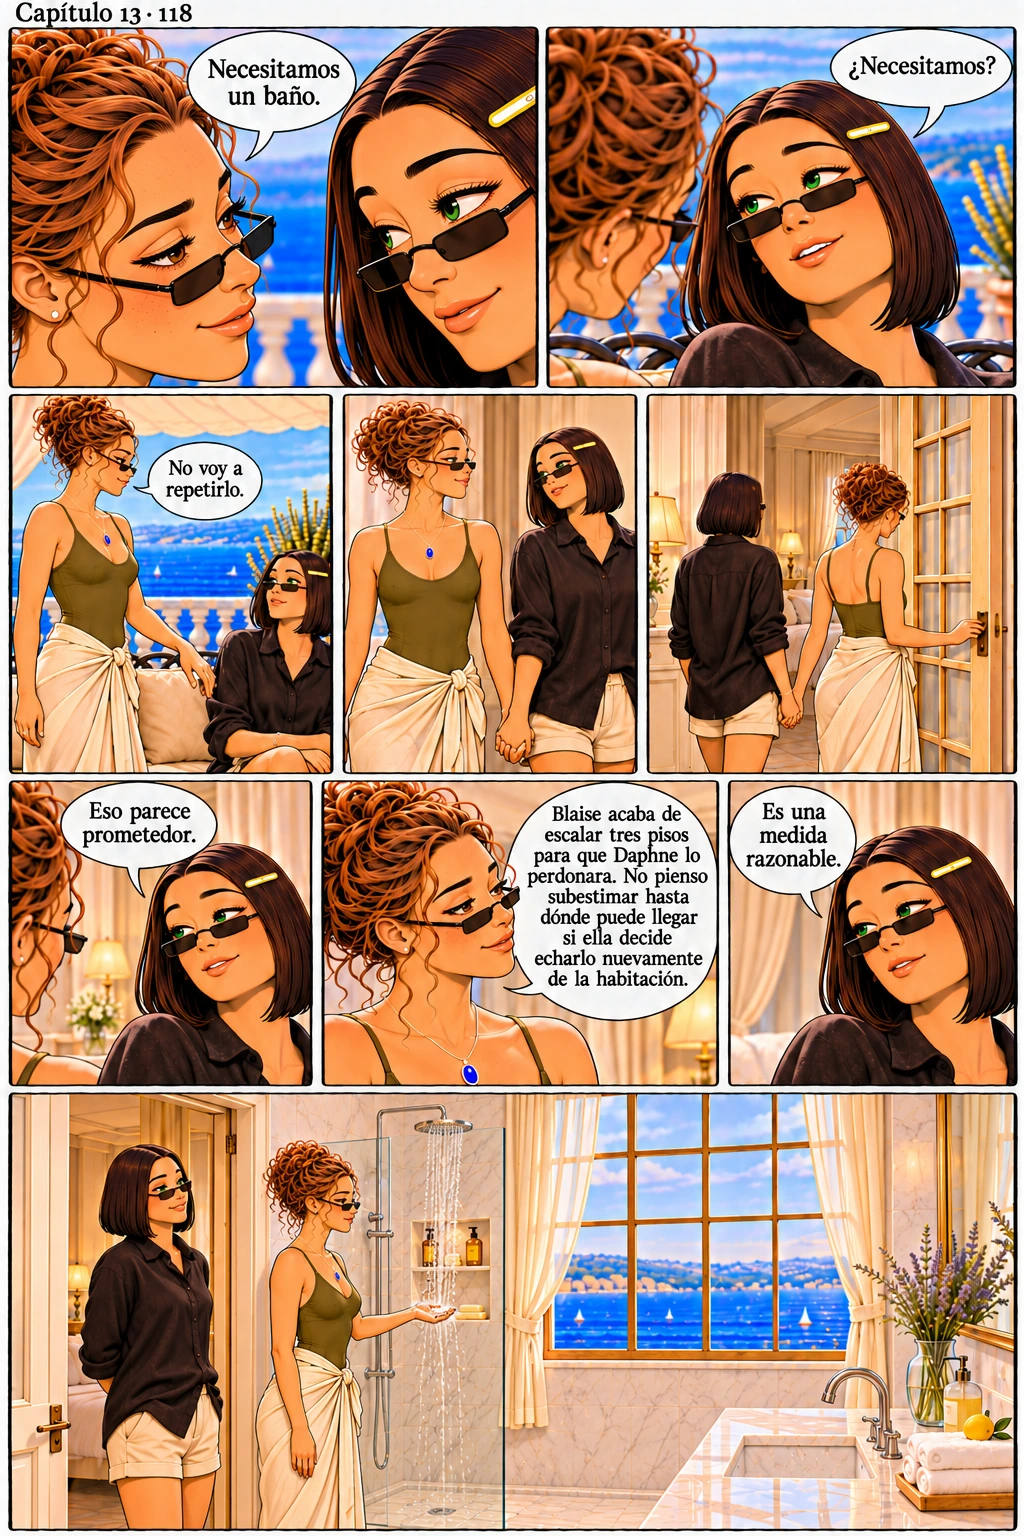 Capítulo 13 · 118
Necesitamos
un baño.
¿Necesitamos?
No voy a
repetirlo.
Eso parece
prometedor.
Blaise acaba de
escalar tres pisos
para que Daphne lo
perdonara. No pienso
subestimar hasta
dónde puede llegar
si ella decide
echarlo nuevamente
de la habitación.
Es una
medida
razonable.